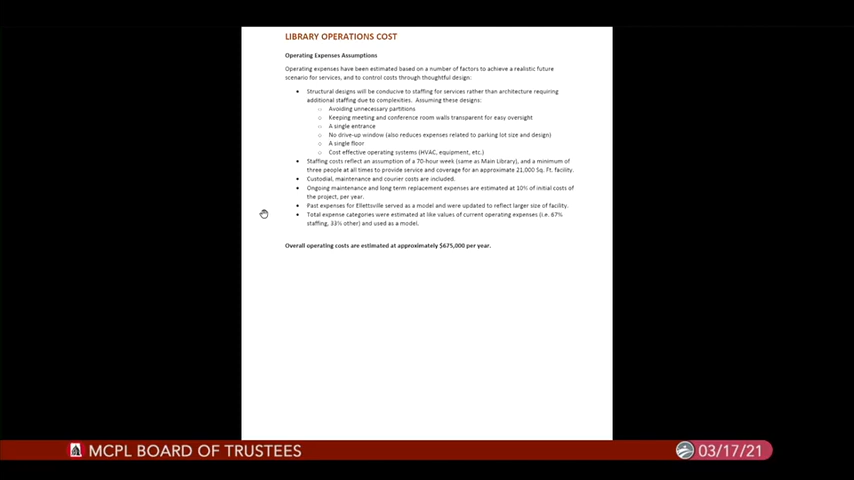 LIBRARY OPERATIONS COST
Operating Expenses Assumptions
Operating expenses have been estimated based on a number of factors to achieve a realistic future
scenario for services, and to control costs through thoughtful design:
• Structural designs will be conducive to staffing for services rather than architecture requiring
additional staffing due to complexities. Assuming these designs:
○ Avoiding unnecessary partitions
○ Keeping meeting and conference room walls transparent for easy oversight
○ A single entrance
○ No drive-up window (also reduces expenses related to parking lot size and design)
○ A single floor
○ Cost effective operating systems (HVAC, equipment, etc.)
• Staffing costs reflect an assumption of a 70-hour week (same as Main Library), and a minimum of
three people at all times to provide service and coverage for an approximate 21,000 Sq. Ft. facility.
• Custodial, maintenance and courier costs are included.
• Ongoing maintenance and long term replacement expenses are estimated at 10% of initial costs of
the project, per year.
• Past expenses for Ellettsville served as a model and were updated to reflect larger size of facility.
• Total expense categories were estimated at like values of current operating expenses (i.e. 67%
staffing, 33% other) and used as a model.
Overall operating costs are estimated at approximately $675,000 per year.
MCPL BOARD OF TRUSTEES
03/17/21